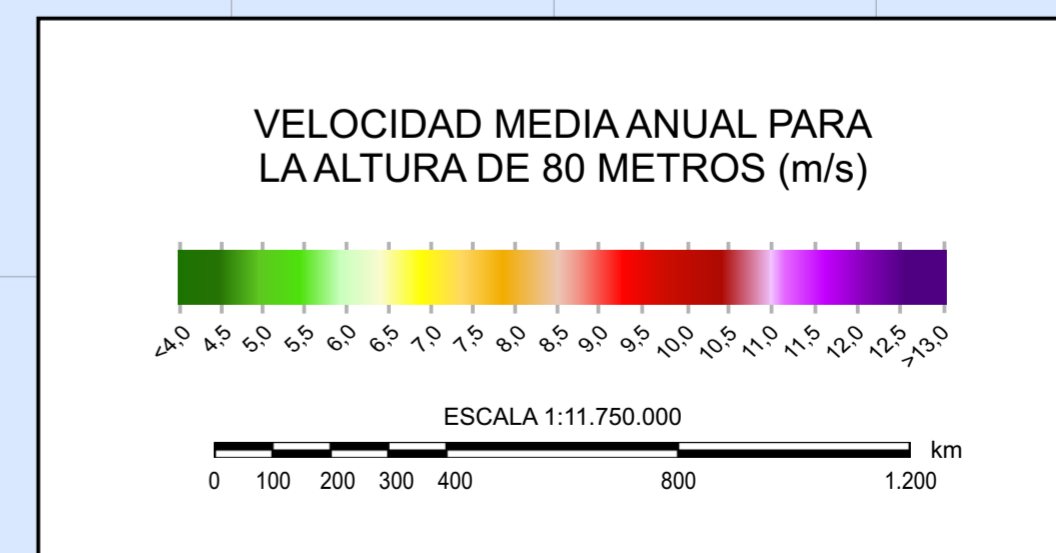 VELOCIDAD MEDIA ANUAL PARA
LA ALTURA DE 80 METROS (m/s)
<4,0 4,5 5,0 5,5 6,0 6,5 7,0 7,5 8,0 8,5 9,0 9,5 10,0 10,5 11,0 11,5 12,0 12,5 >13,0
ESCALA 1:11.750.000
km
0 100 200 300 400 800 1.200